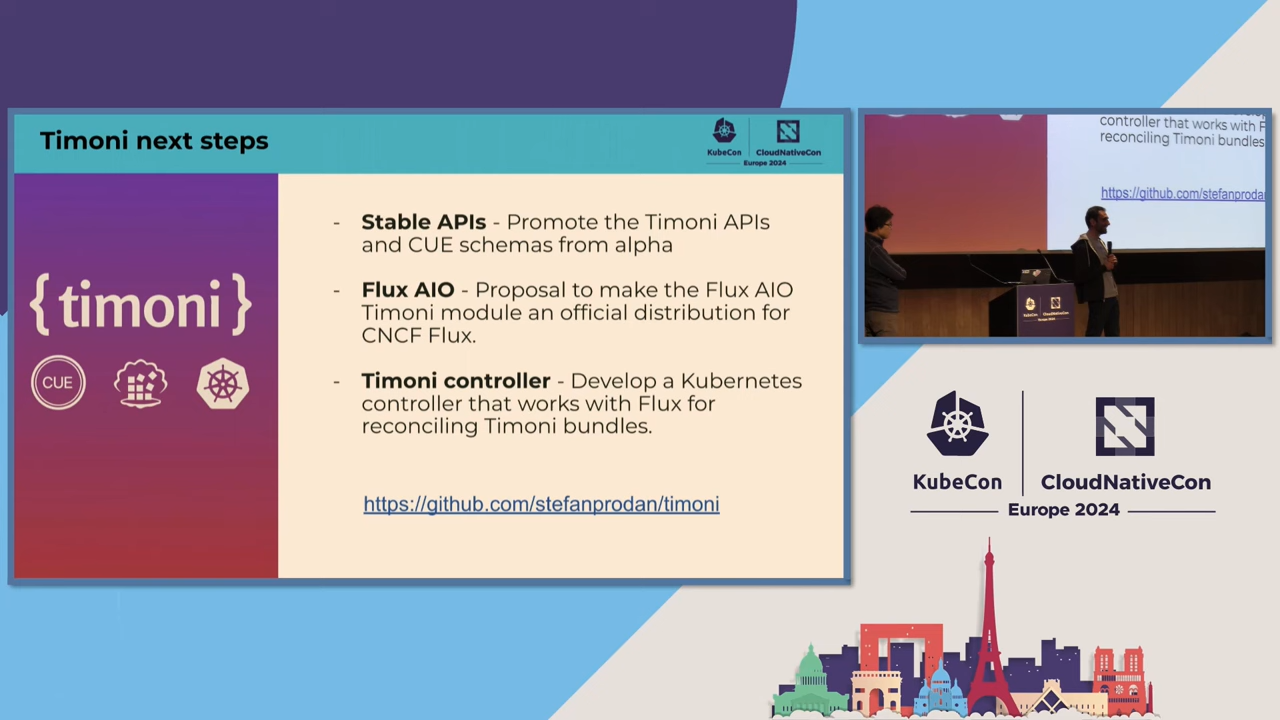 Timoni next steps
KubeCon
CloudNativeCon
Europe 2024
{timoni}
CUE
- Stable APIs - Promote the Timoni APIs
and CUE schemas from alpha
- Flux AIO - Proposal to make the Flux AIO
Timoni module an official distribution for
CNCF Flux.
- Timoni controller - Develop a Kubernetes
controller that works with Flux for
reconciling Timoni bundles.
https://github.com/stefanprodan/timoni
controller that works with F
reconciling Timoni bundles
https://github.com/stefanproda
KubeCon
CloudNativeCon
Europe 2024